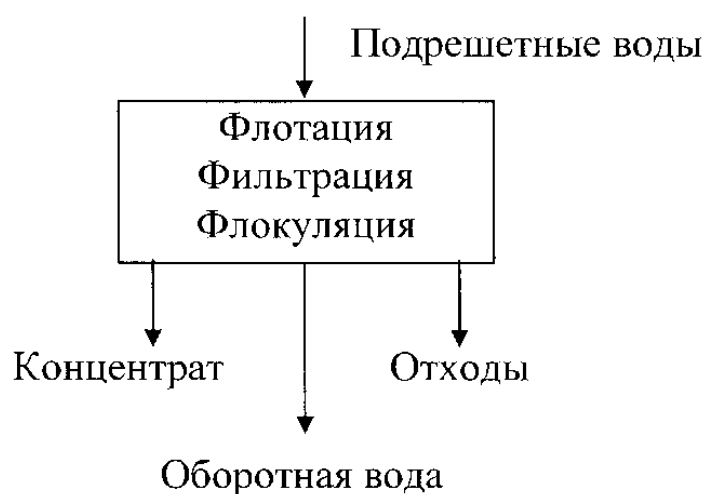 Подрешетные воды
Флотация
Фильтрация
Флокуляция
Концентрат
Отходы
Оборотная вода